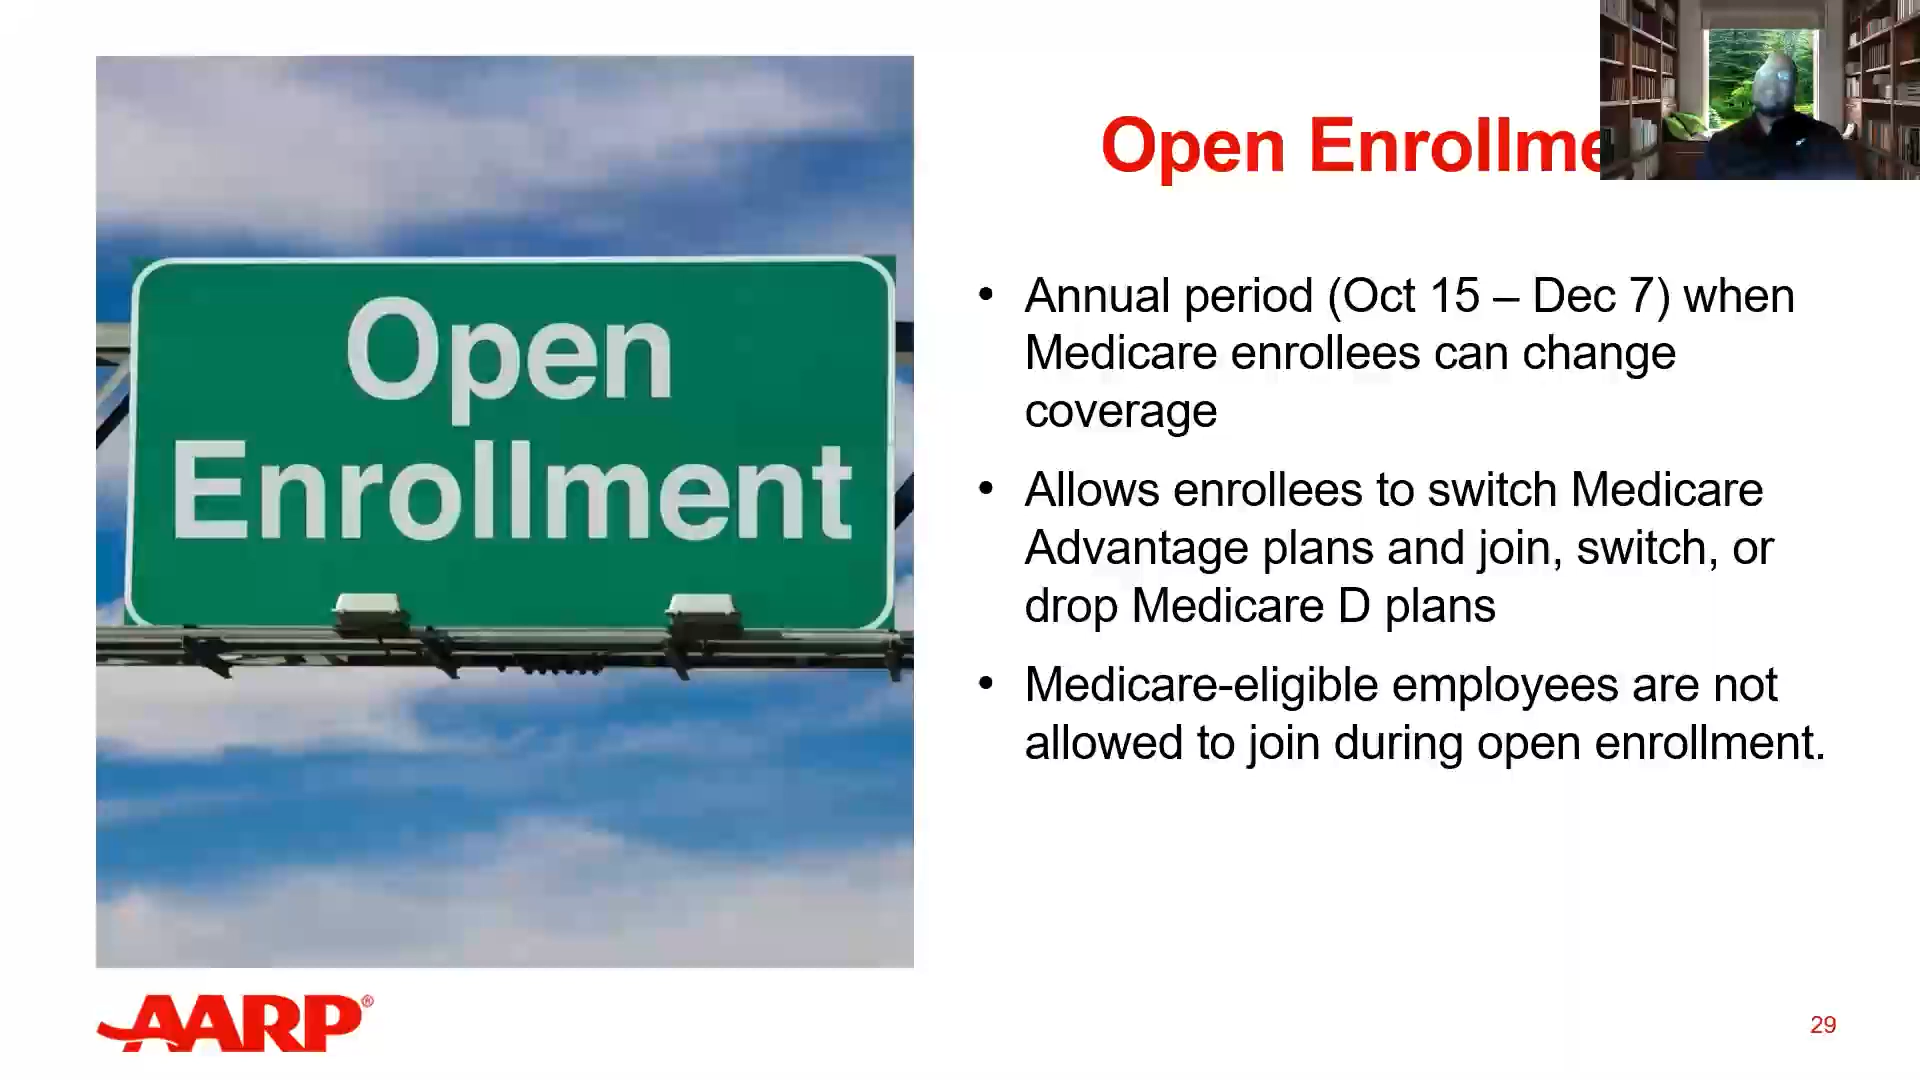 Open
Enrollment
Open Enrollme
• Annual period (Oct 15 – Dec 7) when
Medicare enrollees can change
coverage
• Allows enrollees to switch Medicare
Advantage plans and join, switch, or
drop Medicare D plans
• Medicare-eligible employees are not
allowed to join during open enrollment.
AARP®
29